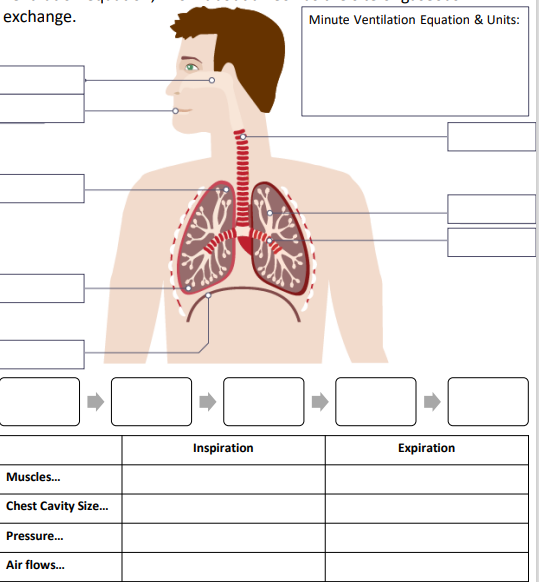 exchange.
Minute Ventilation Equation & Units:
Inspiration Expiration
Muscles...
Chest Cavity Size...
Pressure...
Air flows...